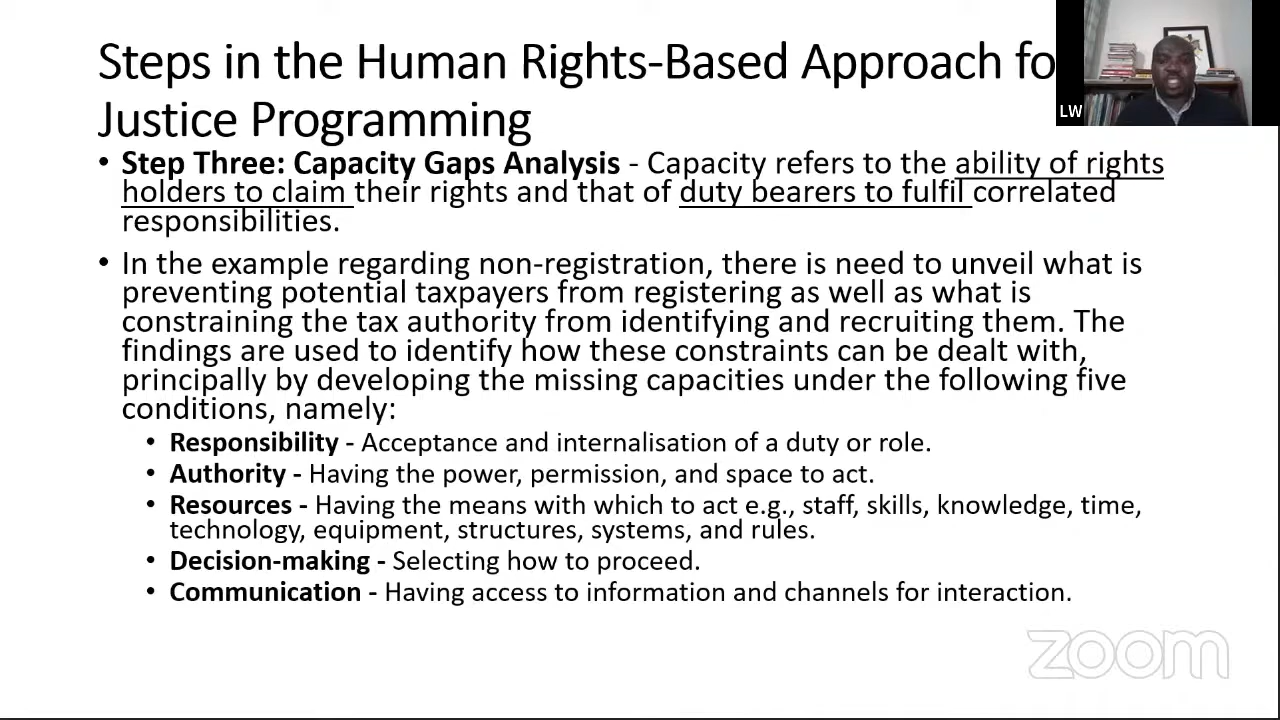 Steps in the Human Rights-Based Approach fo
Justice Programming
LW
• Step Three: Capacity Gaps Analysis - Capacity refers to the ability of rights
holders to claim their rights and that of duty bearers to fulfil correlated
responsibilities.
• In the example regarding non-registration, there is need to unveil what is
preventing potential taxpayers from registering as well as what is
constraining the tax authority from identifying and recruiting them. The
findings are used to identify how these constraints can be dealt with,
principally by developing the missing capacities under the following five
conditions, namely:
• Responsibility - Acceptance and internalisation of a duty or role.
• Authority - Having the power, permission, and space to act.
• Resources - Having the means with which to act e.g., staff, skills, knowledge, time,
technology, equipment, structures, systems, and rules.
• Decision-making - Selecting how to proceed.
• Communication - Having access to information and channels for interaction.
zoom